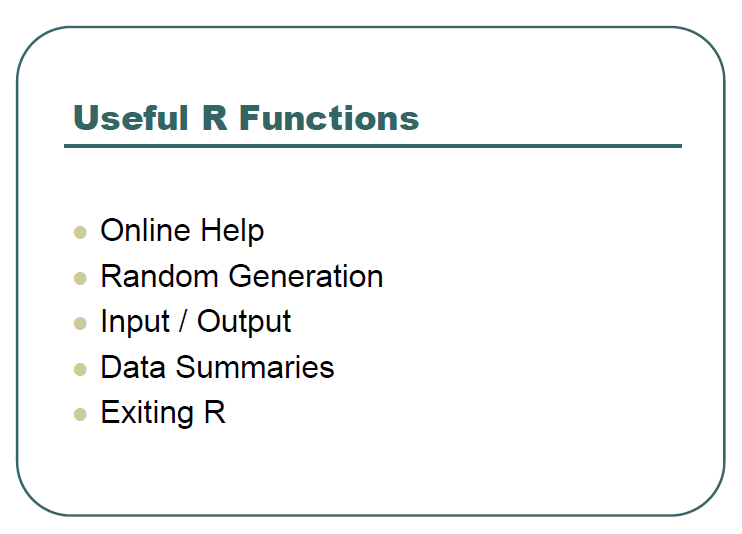 Useful R Functions
Online Help
Random Generation
Input / Output
Data Summaries
Exiting R